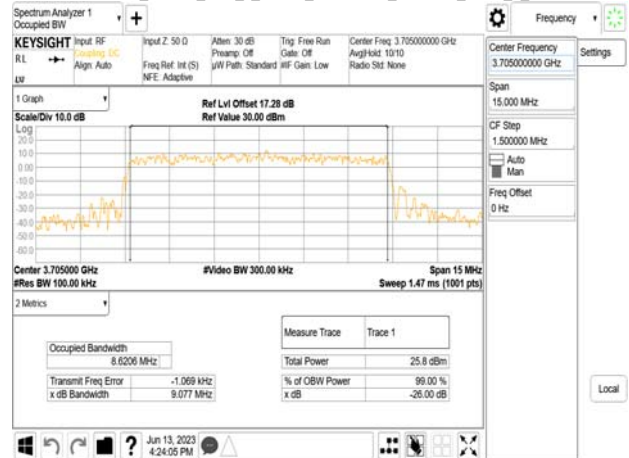 Spectrum Analyzer 1
Occupied BW
+
Frequency
KEYSIGHT
RL
LV
Input: RF
Coupling: DC
Align: Auto
Input Z: 50 Ω
Freq Ref: Int (S)
NFE: Adaptive
Atten: 30 dB
Preamp: Off
µW Path: Standard
Trig: Free Run
Gate: Off
#IF Gain: Low
Center Freq: 3.705000000 GHz
Avg|Hold: 10/10
Radio Std: None
Center Frequency
3.705000000 GHz
Settings
Span
15.000 MHz
CF Step
1.500000 MHz
Auto
Man
Freq Offset
0 Hz
Local
1 Graph
Scale/Div 10.0 dB
Ref Lvl Offset 17.28 dB
Ref Value 30.00 dBm
Log
20.0
10.0
0.00
-10.0
-20.0
-30.0
-40.0
-50.0
-60.0
Center 3.705000 GHz
#Res BW 100.00 kHz
#Video BW 300.00 kHz
Span 15 MHz
Sweep 1.47 ms (1001 pts)
2 Metrics
Measure Trace Trace 1
Occupied Bandwidth
8.6206 MHz
Total Power 25.8 dBm
Transmit Freq Error -1.069 kHz
% of OBW Power 99.00 %
x dB Bandwidth 9.077 MHz
x dB -26.00 dB
?
Jun 13, 2023
4:24:05 PM